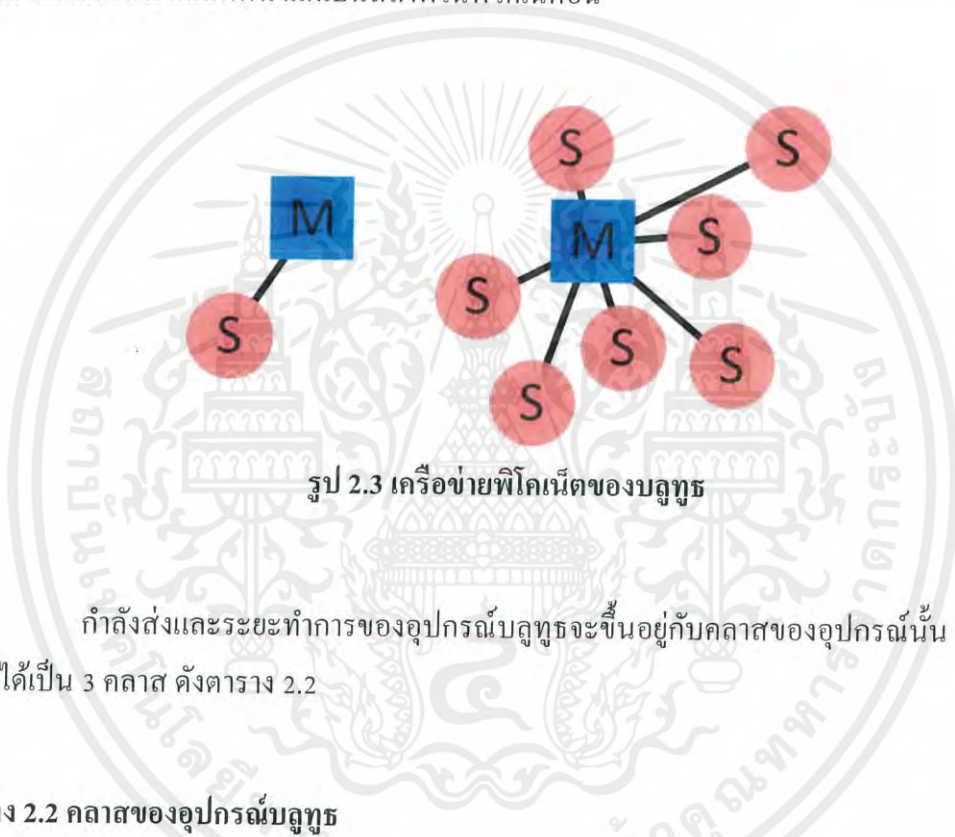 S
S
M
M
S
S
S
S
S
S
รูป 2.3 เครือข่ายพิโคเน็ตของบลูทูธ
กำลังส่งและระยะทำการของอุปกรณ์บลูทูธจะขึ้นอยู่กับคลาสของอุปกรณ์นั้น
ได้เป็น 3 คลาส ดังตาราง 2.2
2.2 คลาสของอุปกรณ์บลูทูธ